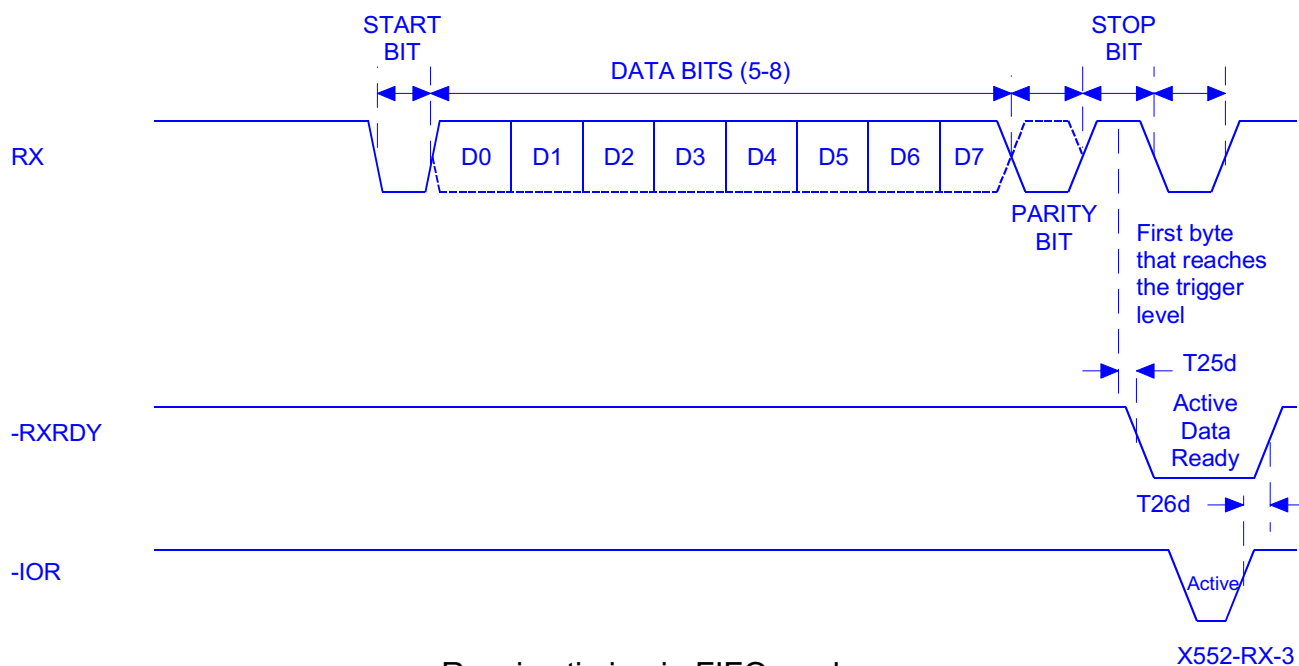 START
BIT
STOP
BIT
DATA BITS (5-8)
RX
D0 D1 D2 D3 D4 D5 D6 D7
PARITY
BIT
First byte
that reaches
the trigger
level
T25d
-RXRDY
Active
Data
Ready
T26d
-IOR
Active
X552-RX-3